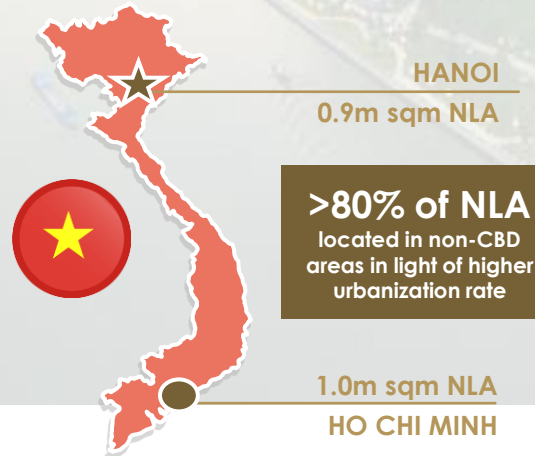 HANOI
0.9m sqm NLA
>80% of NLA
located in non-CBD
areas in light of higher
urbanization rate
1.0m sqm NLA
HO CHI MINH